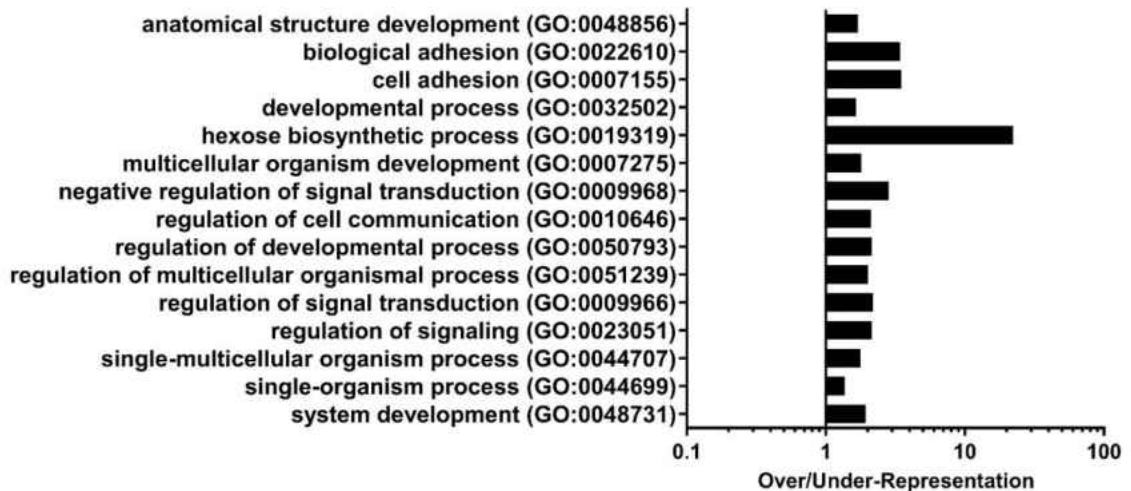 anatomical structure development (GO:0048856)
biological adhesion (GO:0022610)
cell adhesion (GO:0007155)
developmental process (GO:0032502)
hexose biosynthetic process (GO:0019319)
multicellular organism development (GO:0007275)
negative regulation of signal transduction (GO:0009968)
regulation of cell communication (GO:0010646)
regulation of developmental process (GO:0050793)
regulation of multicellular organismal process (GO:0051239)
regulation of signal transduction (GO:0009966)
regulation of signaling (GO:0023051)
single-multicellular organism process (GO:0044707)
single-organism process (GO:0044699)
system development (GO:0048731)
0.1 1 10 100
Over/Under-Representation